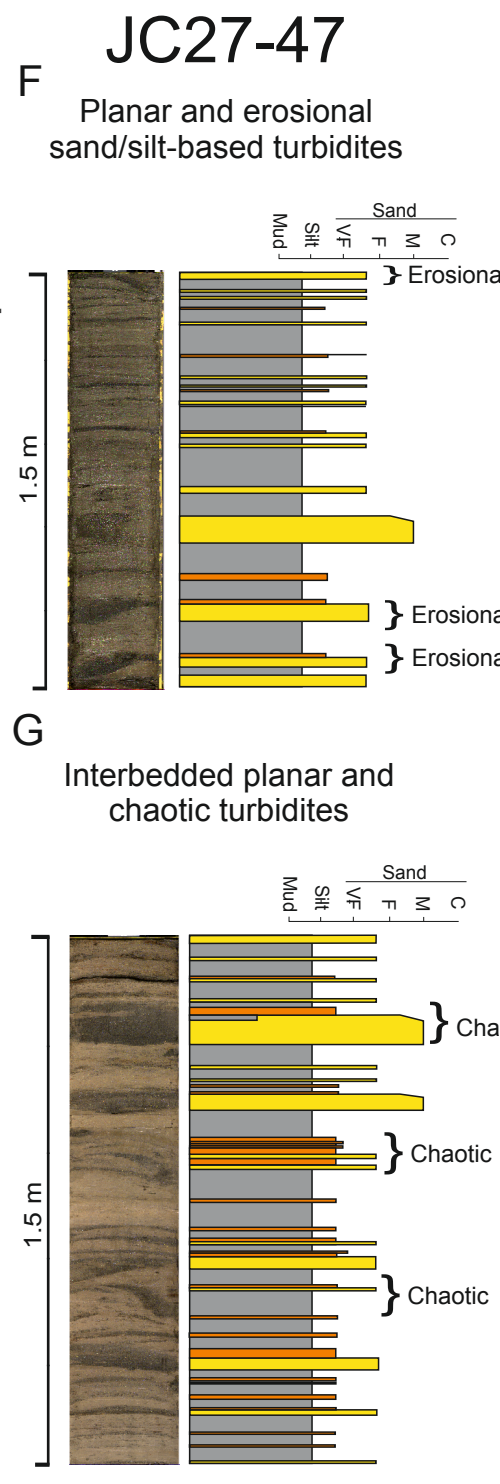 JC27-47
F
Planar and erosional
sand/silt-based turbidites
Sand
Mud Silt VF F M C
Erosiona
1.5 m
Erosiona
Erosiona
G
Interbedded planar and
chaotic turbidites
Sand
Mud Silt VF F M C
Cha
Chaotic
1.5 m
Chaotic